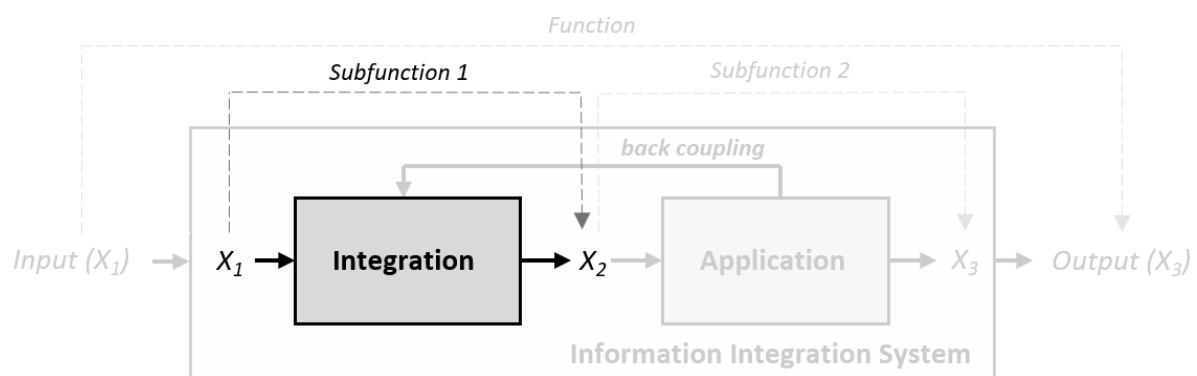 Function
Subfunction 1
Subfunction 2
back coupling
Input (X1)
X1
Integration
X2
Application
X3
Output (X3)
Information Integration System